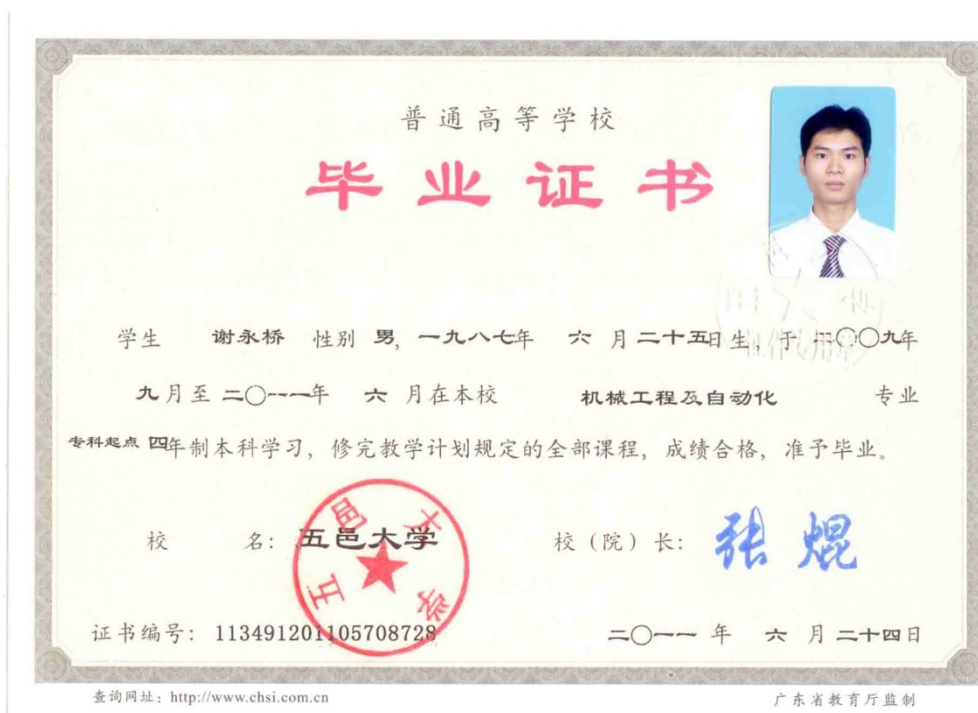 普通高等学校
毕业证书
学生 谢永桥 性别 男，一九八七年 六 月二十五日生，于 二〇〇九年
九月至 二〇一一年 六 月在本校 机械工程及自动化 专业
专科起点 四年制本科学习，修完教学计划规定的全部课程，成绩合格，准予毕业。
校 名：五邑大学 校（院）长：张焜
五邑大学
证书编号：113491201105708728 二〇一一 年 六 月 二十四日
查询网址：http://www.chsi.com.cn 广东省教育厅监制